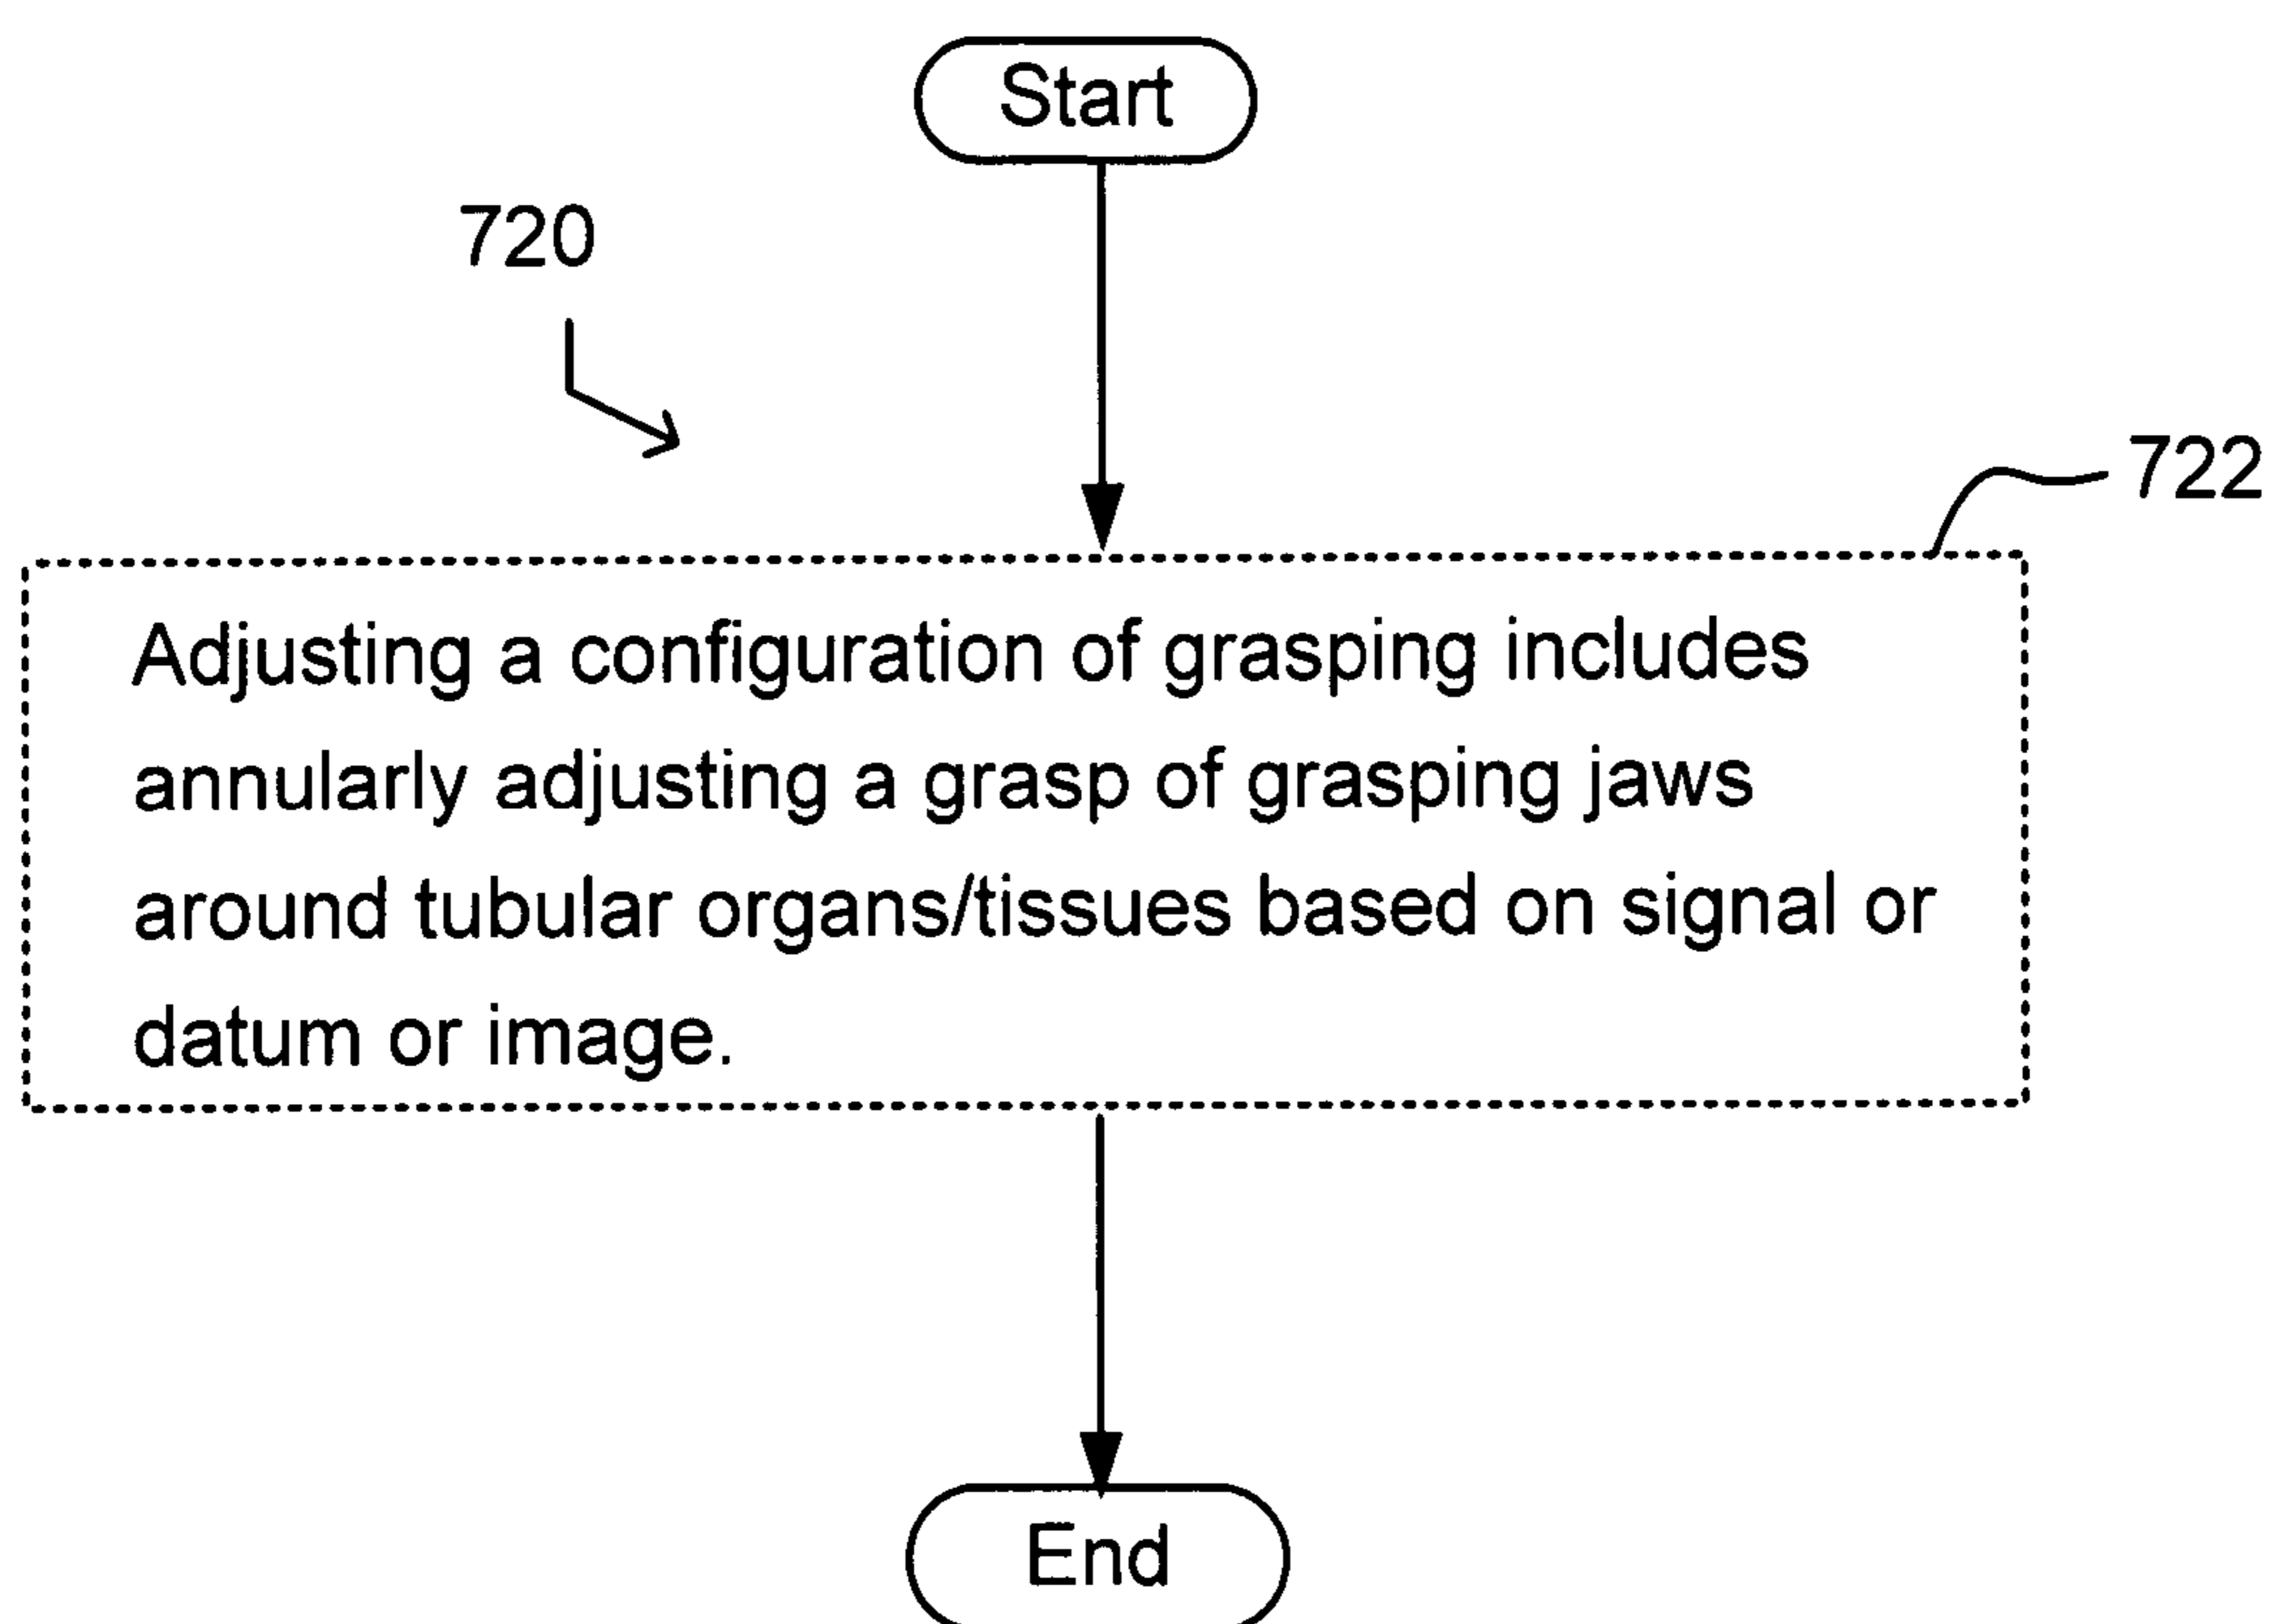 Start
720
722
Adjusting a configuration of grasping includes
annularly adjusting a grasp of grasping jaws
around tubular organs/tissues based on signal or
datum or image.
End